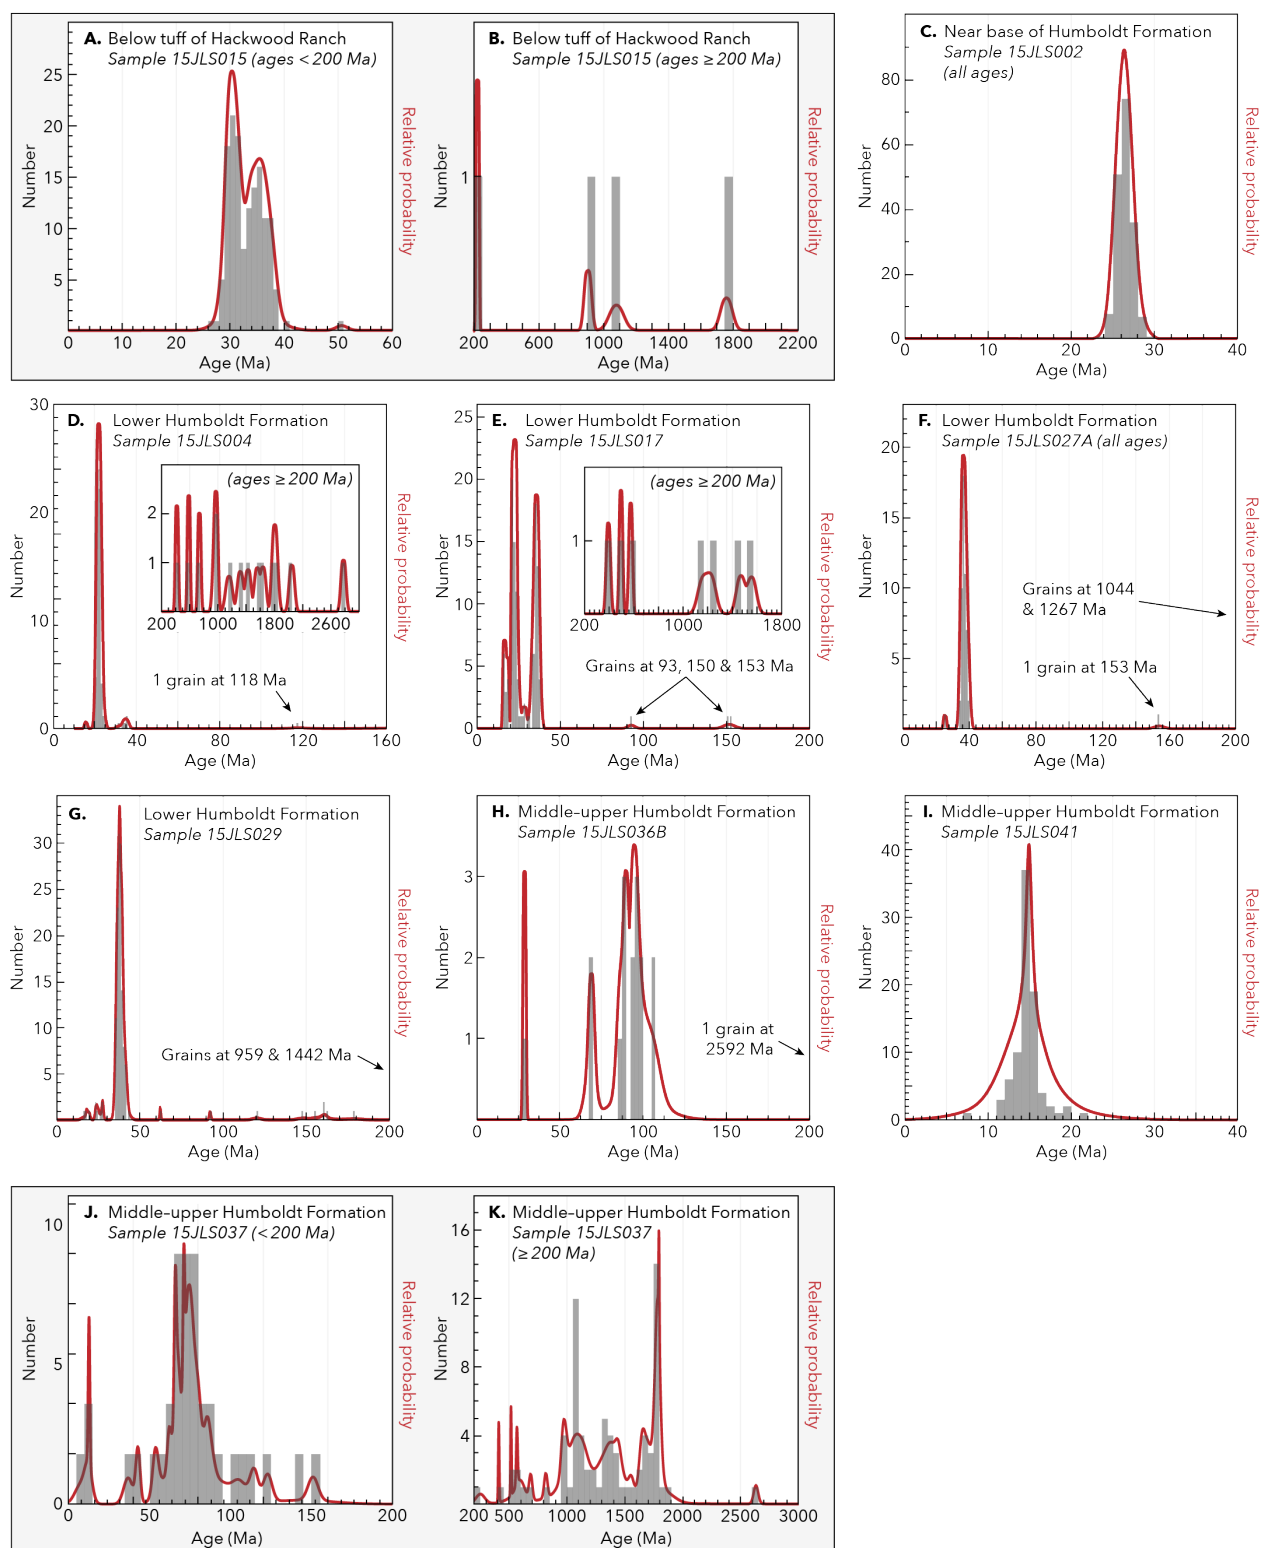 A. Below tuff of Hackwood Ranch
Sample 15JLS015 (ages < 200 Ma)
25
20
15
10
5
Number
Relative probability
0 10 20 30 40 50 60
Age (Ma)
B. Below tuff of Hackwood Ranch
Sample 15JLS015 (ages ≥ 200 Ma)
1
Number
Relative probability
200 600 1000 1400 1800 2200
Age (Ma)
C. Near base of Humboldt Formation
Sample 15JLS002
(all ages)
80
60
40
20
0
Number
Relative probability
0 10 20 30 40
Age (Ma)
D. Lower Humboldt Formation
Sample 15JLS004
30
20
10
0
Number
Relative probability
(ages ≥ 200 Ma)
2
1
200 1000 1800 2600
1 grain at 118 Ma
0 40 80 120 160
Age (Ma)
E. Lower Humboldt Formation
Sample 15JLS017
25
20
15
10
5
0
Number
Relative probability
(ages ≥ 200 Ma)
1
200 1000 1800
Grains at 93, 150 & 153 Ma
0 50 100 150 200
Age (Ma)
F. Lower Humboldt Formation
Sample 15JLS027A (all ages)
20
15
10
5
Number
Relative probability
Grains at 1044
& 1267 Ma
1 grain at 153 Ma
0 40 80 120 160 200
Age (Ma)
G. Lower Humboldt Formation
Sample 15JLS029
30
25
20
15
10
5
Number
Relative probability
Grains at 959 & 1442 Ma
0 50 100 150 200
Age (Ma)
H. Middle–upper Humboldt Formation
Sample 15JLS036B
3
2
1
Number
Relative probability
1 grain at
2592 Ma
0 50 100 150 200
Age (Ma)
I. Middle–upper Humboldt Formation
Sample 15JLS041
40
30
20
10
0
Number
Relative probability
0 10 20 30 40
Age (Ma)
J. Middle–upper Humboldt Formation
Sample 15JLS037 (< 200 Ma)
10
5
0
Number
Relative probability
0 50 100 150 200
Age (Ma)
K. Middle–upper Humboldt Formation
Sample 15JLS037
(≥ 200 Ma)
16
12
8
4
Number
Relative probability
200 500 1000 1500 2000 2500 3000
Age (Ma)